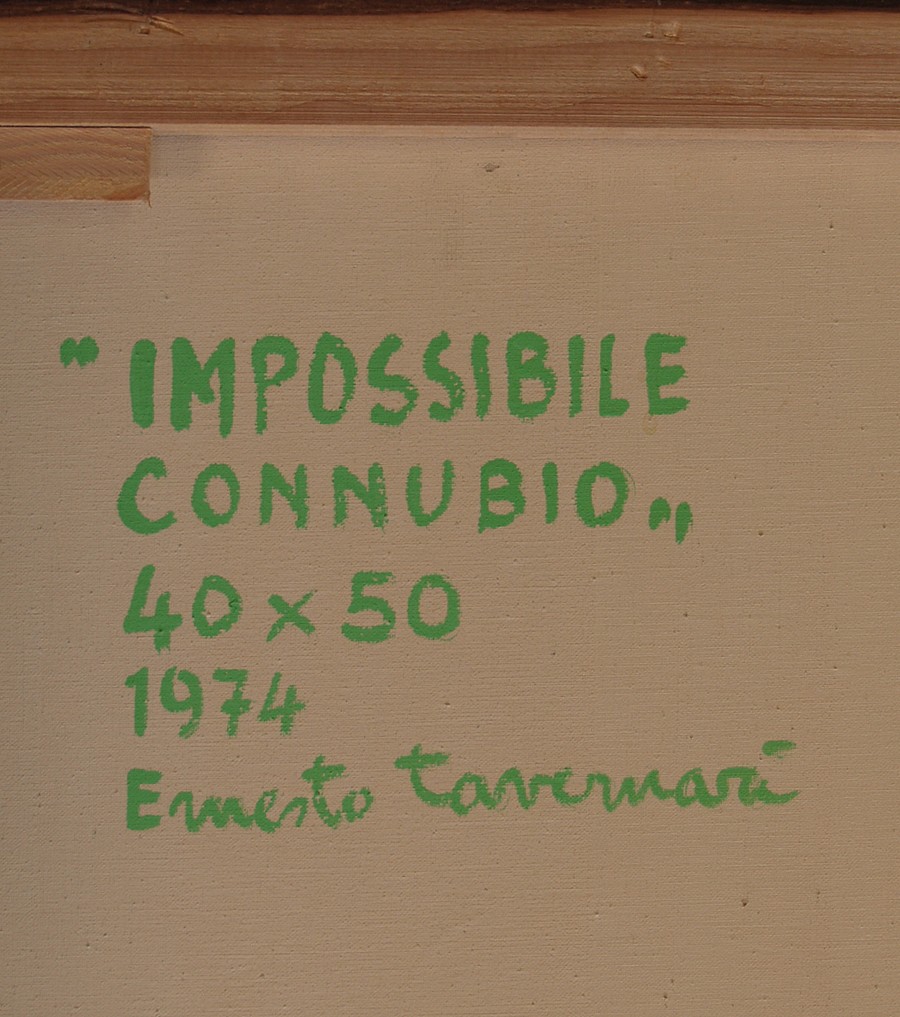 " IMPOSSIBILE
CONNUBIO „
40 x 50
1974
Ernesto Tavernari